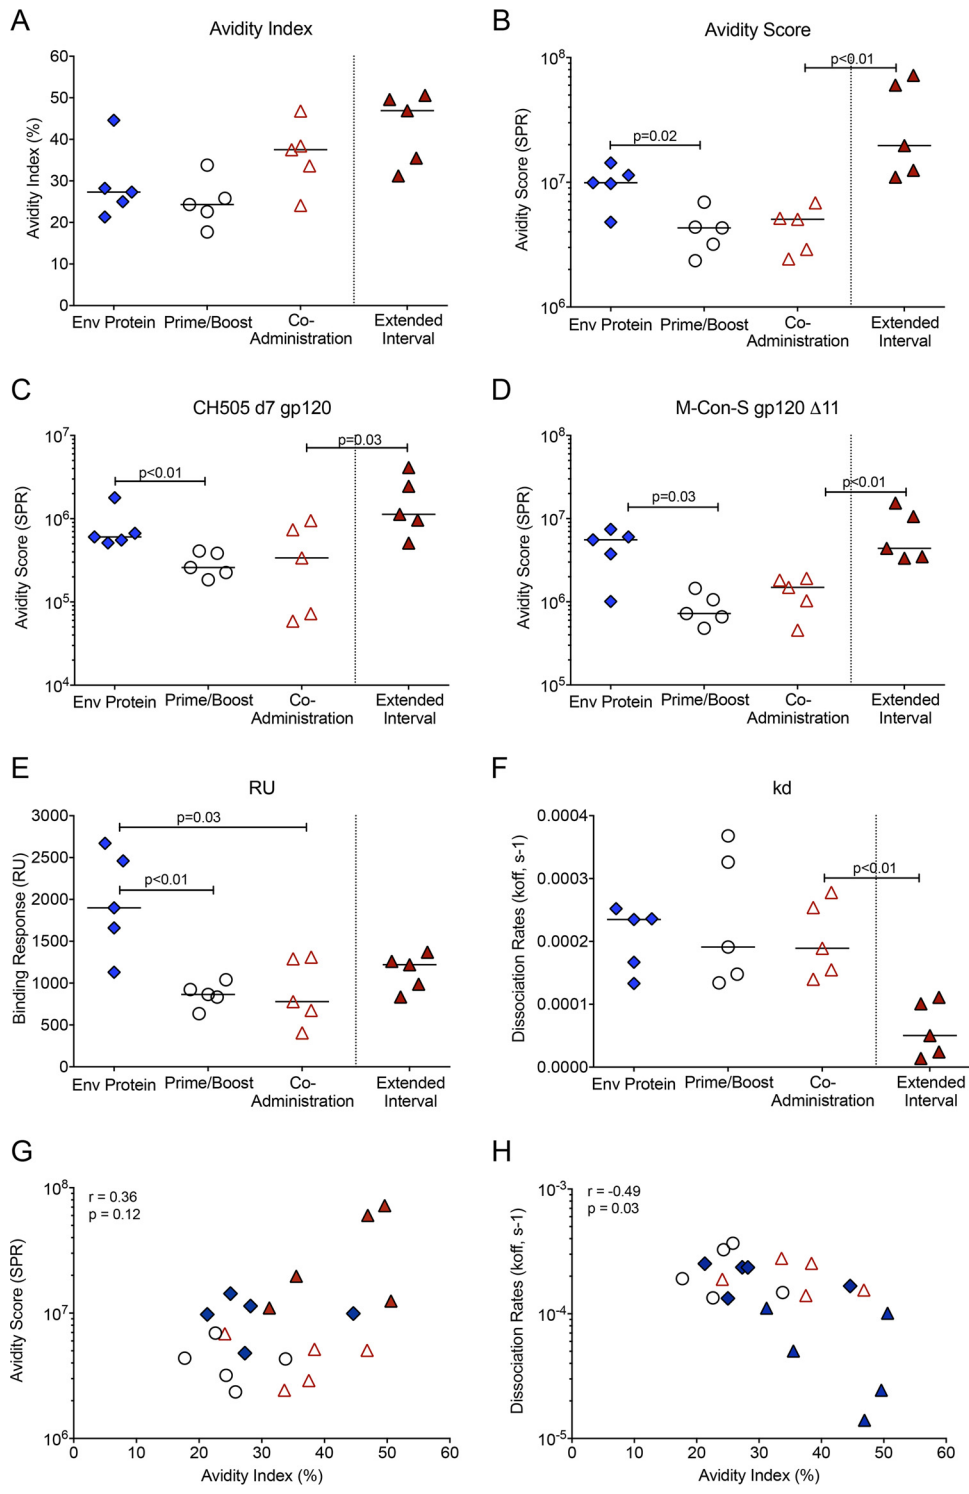 A
Avidity Index
Avidity Index (%)
60
50
40
30
20
10
0
Env Protein
Prime/Boost
Co-
Administration
Extended
Interval
B
Avidity Score
Avidity Score (SPR)
10^8
10^7
10^6
p=0.02
p<0.01
Env Protein
Prime/Boost
Co-
Administration
Extended
Interval
C
CH505 d7 gp120
Avidity Score (SPR)
10^7
10^6
10^5
10^4
p<0.01
p=0.03
Env Protein
Prime/Boost
Co-
Administration
Extended
Interval
D
M-Con-S gp120 Δ11
Avidity Score (SPR)
10^8
10^7
10^6
10^5
p=0.03
p<0.01
Env Protein
Prime/Boost
Co-
Administration
Extended
Interval
E
RU
Binding Response (RU)
3000
2500
2000
1500
1000
500
0
p=0.03
p<0.01
Env Protein
Prime/Boost
Co-
Administration
Extended
Interval
F
kd
Dissociation Rates (koff, s-1)
0.0004
0.0003
0.0002
0.0001
0.0000
p<0.01
Env Protein
Prime/Boost
Co-
Administration
Extended
Interval
G
Avidity Score (SPR)
10^8
10^7
10^6
r = 0.36
p = 0.12
0
10
20
30
40
50
60
Avidity Index (%)
H
Dissociation Rates (koff, s-1)
10^-3
10^-4
10^-5
r = -0.49
p = 0.03
0
10
20
30
40
50
60
Avidity Index (%)